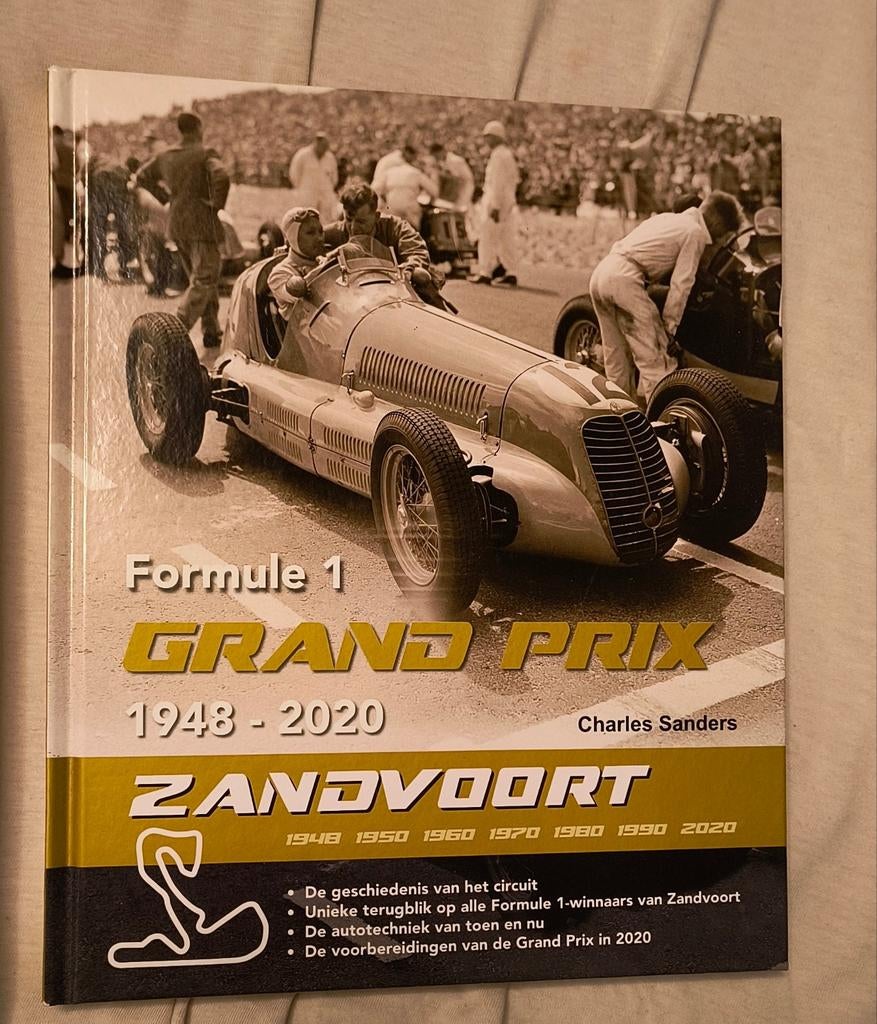 12
Formule 1
GRAND PRIX
1948 - 2020
Charles Sanders
ZANDVOORT
1948 1950 1960 1970 1980 1990 2020
• De geschiedenis van het circuit
• Unieke terugblik op alle Formule 1-winnaars van Zandvoort
• De autotechniek van toen en nu
• De voorbereidingen van de Grand Prix in 2020